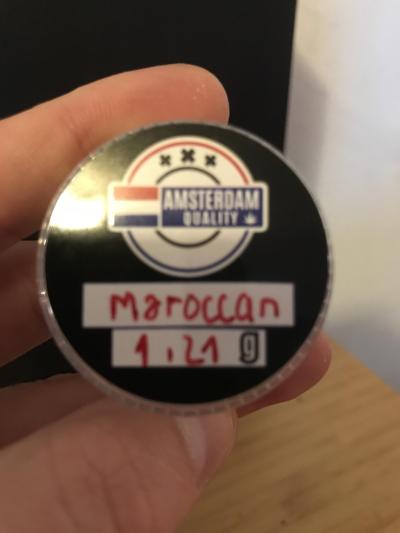 AMSTERDAM
QUALITY
Maroccan
1,21 g